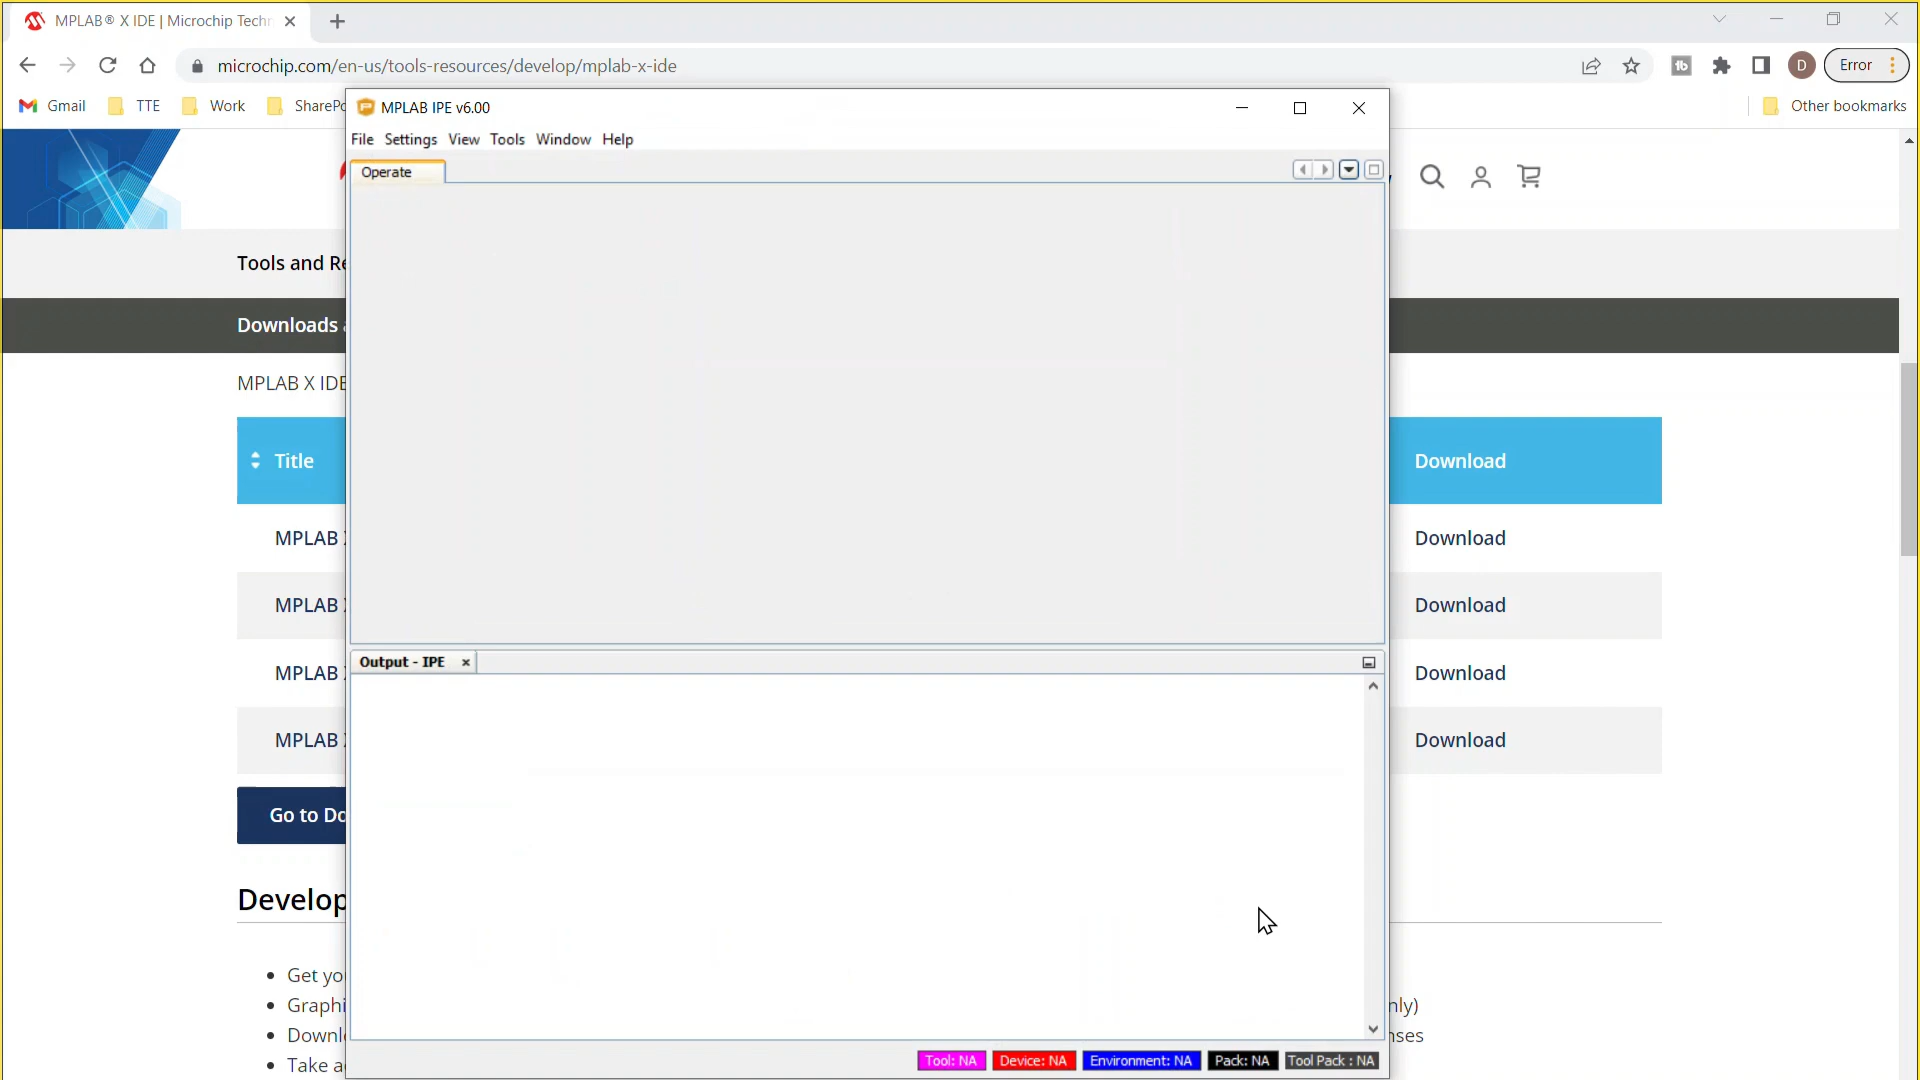 MPLAB® X IDE | Microchip Techn
microchip.com/en-us/tools-resources/develop/mplab-x-ide
Error
Gmail
TTE
Work
SharePo
Other bookmarks
MPLAB IPE v6.00
File Settings View Tools Window Help
Operate
Tools and Re
Downloads
MPLAB X IDE
Title
Download
MPLAB
Download
MPLAB
Download
MPLAB
Download
MPLAB
Download
Output - IPE
Go to Do
Develop
Get yo
Graphi
nly)
Downl
nses
Take a
Tool: NA
Device: NA
Environment: NA
Pack: NA
Tool Pack : NA
D